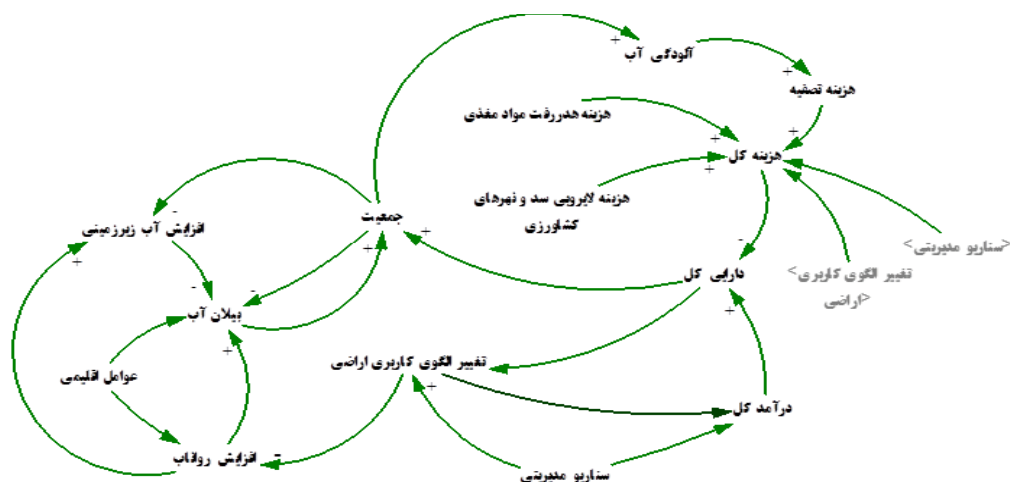 آلودگی آب
هزینه تصفیه
هزینه هدررفت مواد مغذی
هزینه کل
هزینه لایروبی سد و نهرهای
کشاورزی
جمعیت
افزایش آب زیرزمینی
<سناریو مدیریتی>
<تغییر الگوی کاربری
اراضی>
دارایی کل
بیلان آب
تغییر الگوی کاربری اراضی
عوامل اقلیمی
درآمد کل
افزایش رواناب
سناریو مدیریتی